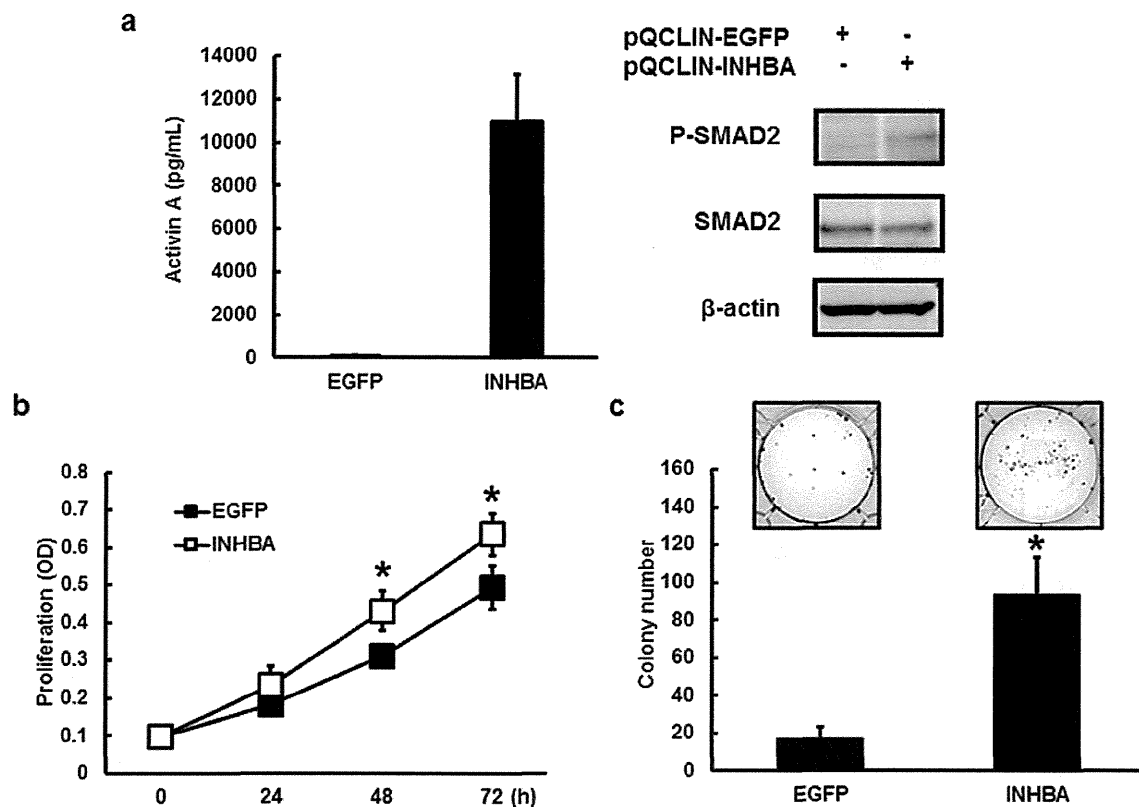 a
14000
12000
10000
8000
6000
4000
2000
0
Activin A (pg/mL)
EGFP INHBA
pQCLIN-EGFP + -
pQCLIN-INHBA - +
P-SMAD2
SMAD2
β-actin
b
0.8
0.7
0.6
0.5
0.4
0.3
0.2
0.1
0
Proliferation (OD)
EGFP
INHBA
*
*
0 24 48 72 (h)
c
160
140
120
100
80
60
40
20
0
Colony number
*
EGFP INHBA